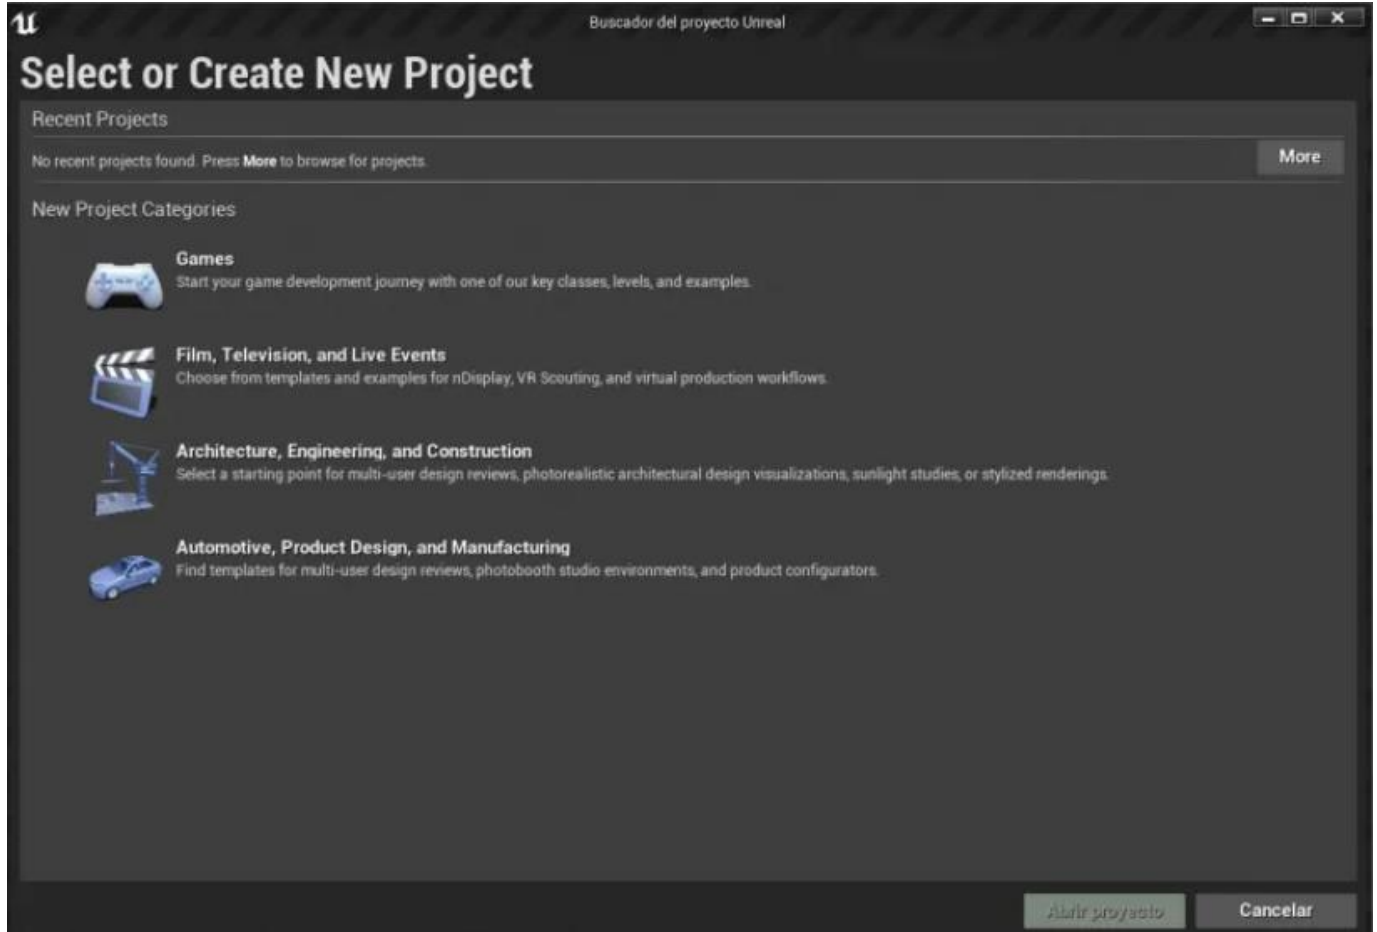 Buscador del proyecto Unreal
Select or Create New Project
Recent Projects
No recent projects found. Press More to browse for projects.
More
New Project Categories
Games
Start your game development journey with one of our key classes, levels, and examples.
Film, Television, and Live Events
Choose from templates and examples for nDisplay, VR Scouting, and virtual production workflows.
Architecture, Engineering, and Construction
Select a starting point for multi-user design reviews, photorealistic architectural design visualizations, sunlight studies, or stylized renderings.
Automotive, Product Design, and Manufacturing
Find templates for multi-user design reviews, photobooth studio environments, and product configurators.
Abrir proyecto
Cancelar